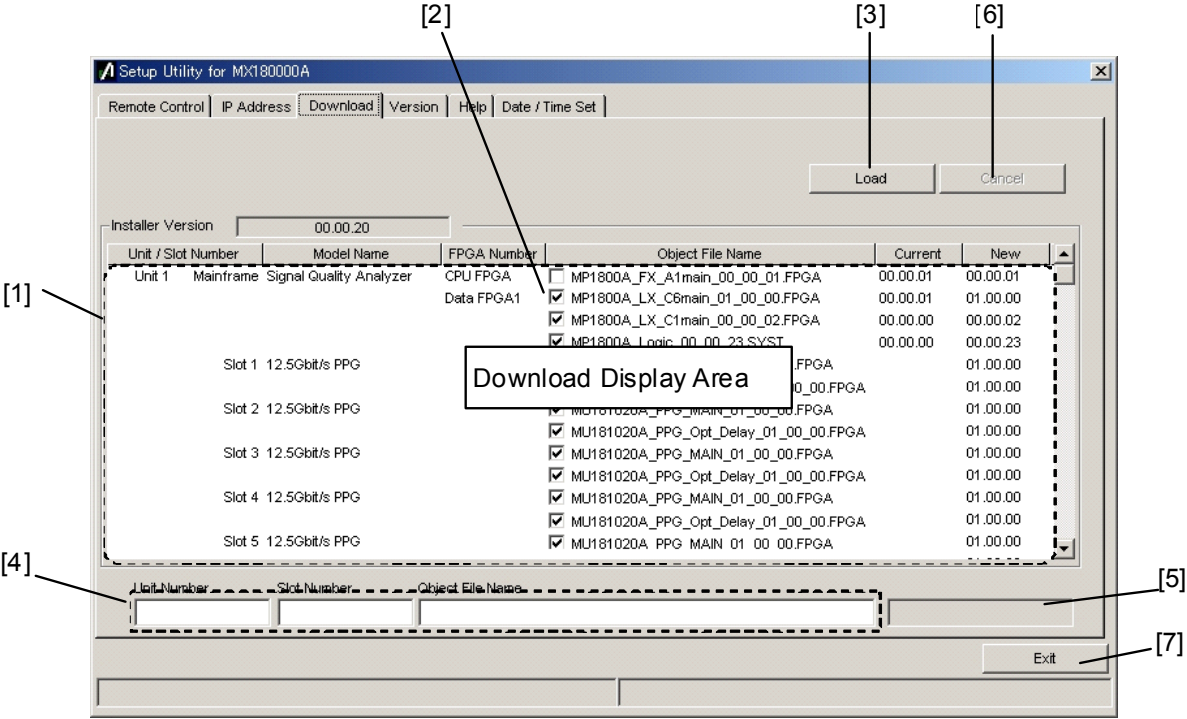 [2] [3] [6]
Setup Utility for MX180000A
Remote Control IP Address Download Version Help Date / Time Set
Load Cancel
Installer Version 00.00.20
Unit / Slot Number Model Name FPGA Number Object File Name Current New
Unit 1 Mainframe Signal Quality Analyzer CPU FPGA MP1800A_FX_A1main_00_00_01.FPGA 00.00.01 00.00.01
[1]
Data FPGA1 MP1800A_LX_C6main_01_00_00.FPGA 00.00.01 01.00.00
MP1800A_LX_C1main_00_00_02.FPGA 00.00.00 00.00.02
MP1800A_Logic_00_00_23.SYST 00.00.00 00.00.23
Slot 1 12.5Gbit/s PPG .FPGA 01.00.00
Download Display Area
0_00.FPGA 01.00.00
Slot 2 12.5Gbit/s PPG MU181020A_PPG_MAIN_01_00_00.FPGA 01.00.00
MU181020A_PPG_Opt_Delay_01_00_00.FPGA 01.00.00
Slot 3 12.5Gbit/s PPG MU181020A_PPG_MAIN_01_00_00.FPGA 01.00.00
MU181020A_PPG_Opt_Delay_01_00_00.FPGA 01.00.00
Slot 4 12.5Gbit/s PPG MU181020A_PPG_MAIN_01_00_00.FPGA 01.00.00
MU181020A_PPG_Opt_Delay_01_00_00.FPGA 01.00.00
Slot 5 12.5Gbit/s PPG MU181020A_PPG_MAIN_01_00_00.FPGA 01.00.00
[4]
Unit Number Slot Number Object File Name
[5]
[7]
Exit